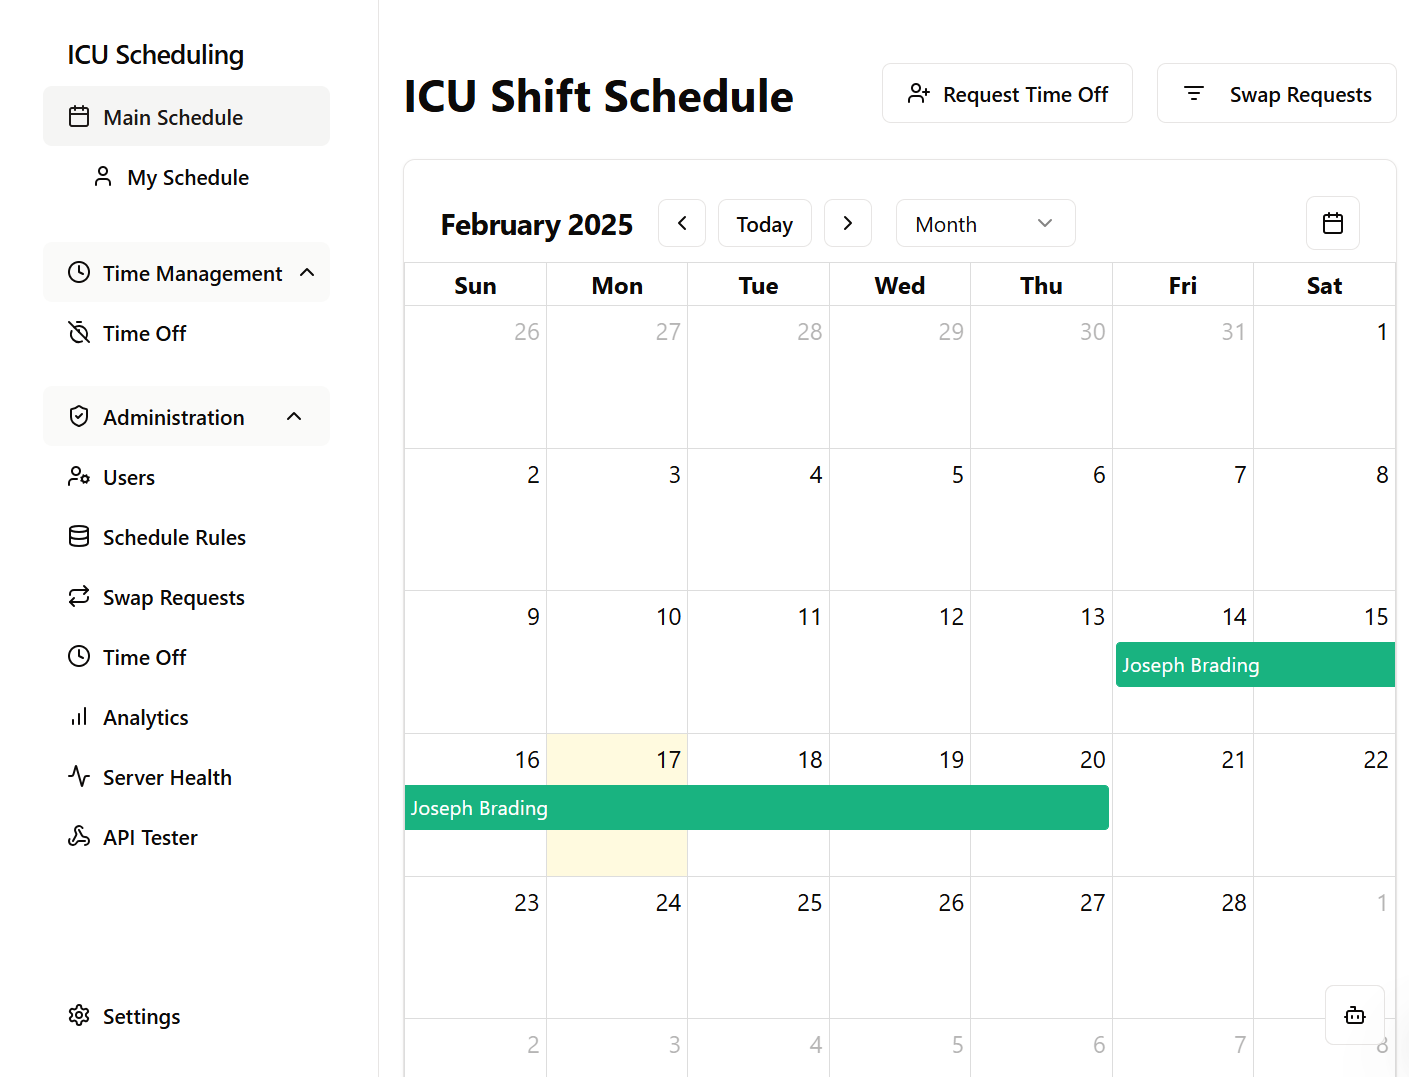 ICU Scheduling
Main Schedule
My Schedule
Time Management
Time Off
Administration
Users
Schedule Rules
Swap Requests
Time Off
Analytics
Server Health
API Tester
Settings
ICU Shift Schedule
Request Time Off
Swap Requests
February 2025
Today
Month
Sun Mon Tue Wed Thu Fri Sat
26 27 28 29 30 31 1
2 3 4 5 6 7 8
9 10 11 12 13 14 15
Joseph Brading
16 17 18 19 20 21 22
Joseph Brading
23 24 25 26 27 28 1
2 3 4 5 6 7 8